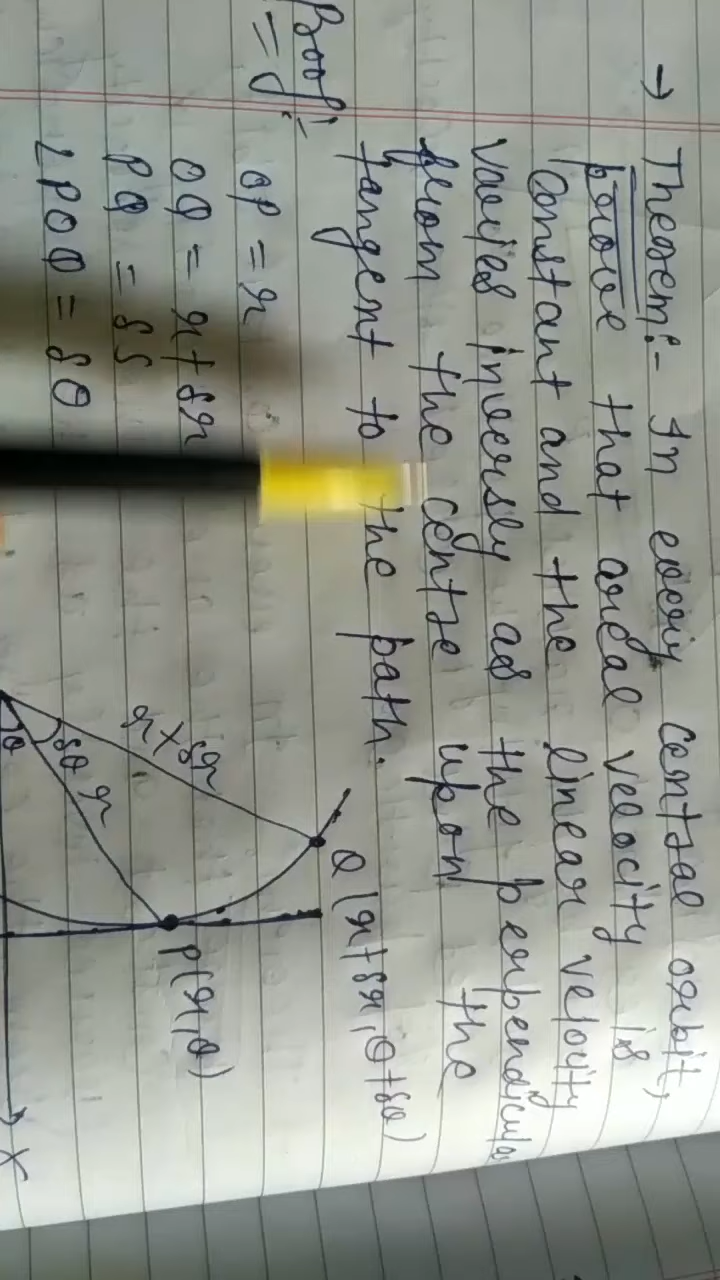 → Theorem:- In every central orbit,
prove that areal velocity is
Constant and the linear velocity
varies inversly as the perpendicular
from the centre upon the
tangent to the path.
Proof:-
OP = r
OQ = r+δr
PQ = δs
∠POQ = δθ
Q(r+δr, θ+δθ)
r+δr
δθ
r
P(r,θ)
θ
X